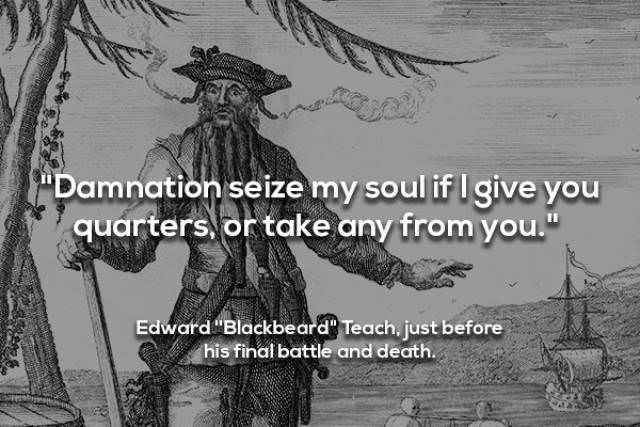 "Damnation seize my soul if I give you
quarters, or take any from you."
Edward "Blackbeard" Teach, just before
his final battle and death.